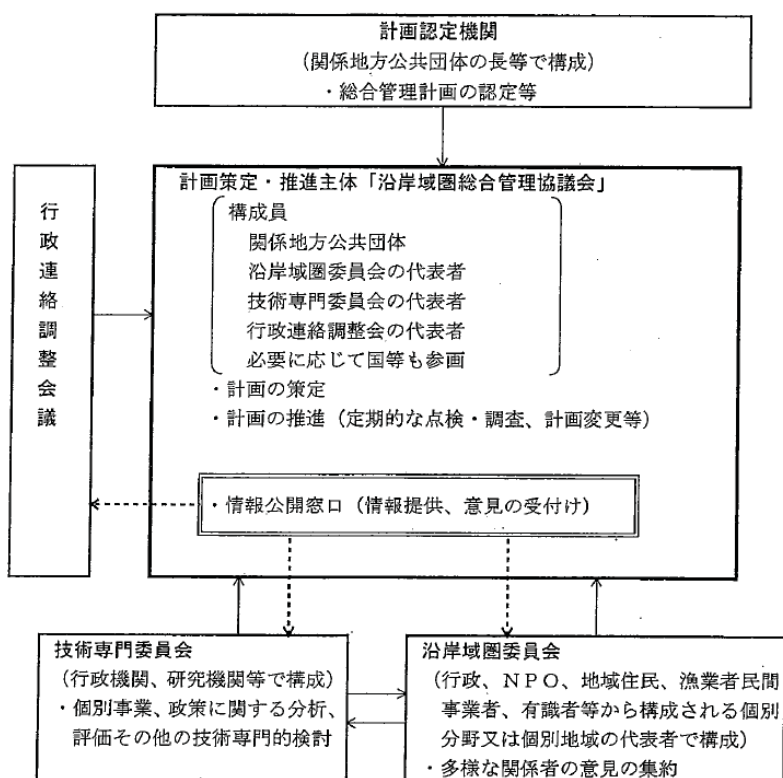 計画認定機関
(関係地方公共団体の長等で構成)
・総合管理計画の認定等
行政連絡調整会議
計画策定・推進主体「沿岸域圏総合管理協議会」
構成員
関係地方公共団体
沿岸域圏委員会の代表者
技術専門委員会の代表者
行政連絡調整会の代表者
必要に応じて国等も参画
・計画の策定
・計画の推進（定期的な点検・調査、計画変更等）
・情報公開窓口（情報提供、意見の受付け）
技術専門委員会
(行政機関、研究機関等で構成)
・個別事業、政策に関する分析、
評価その他の技術専門的検討
沿岸域圏委員会
(行政、ＮＰＯ、地域住民、漁業者民間
事業者、有識者等から構成される個別
分野又は個別地域の代表者で構成)
・多様な関係者の意見の集約